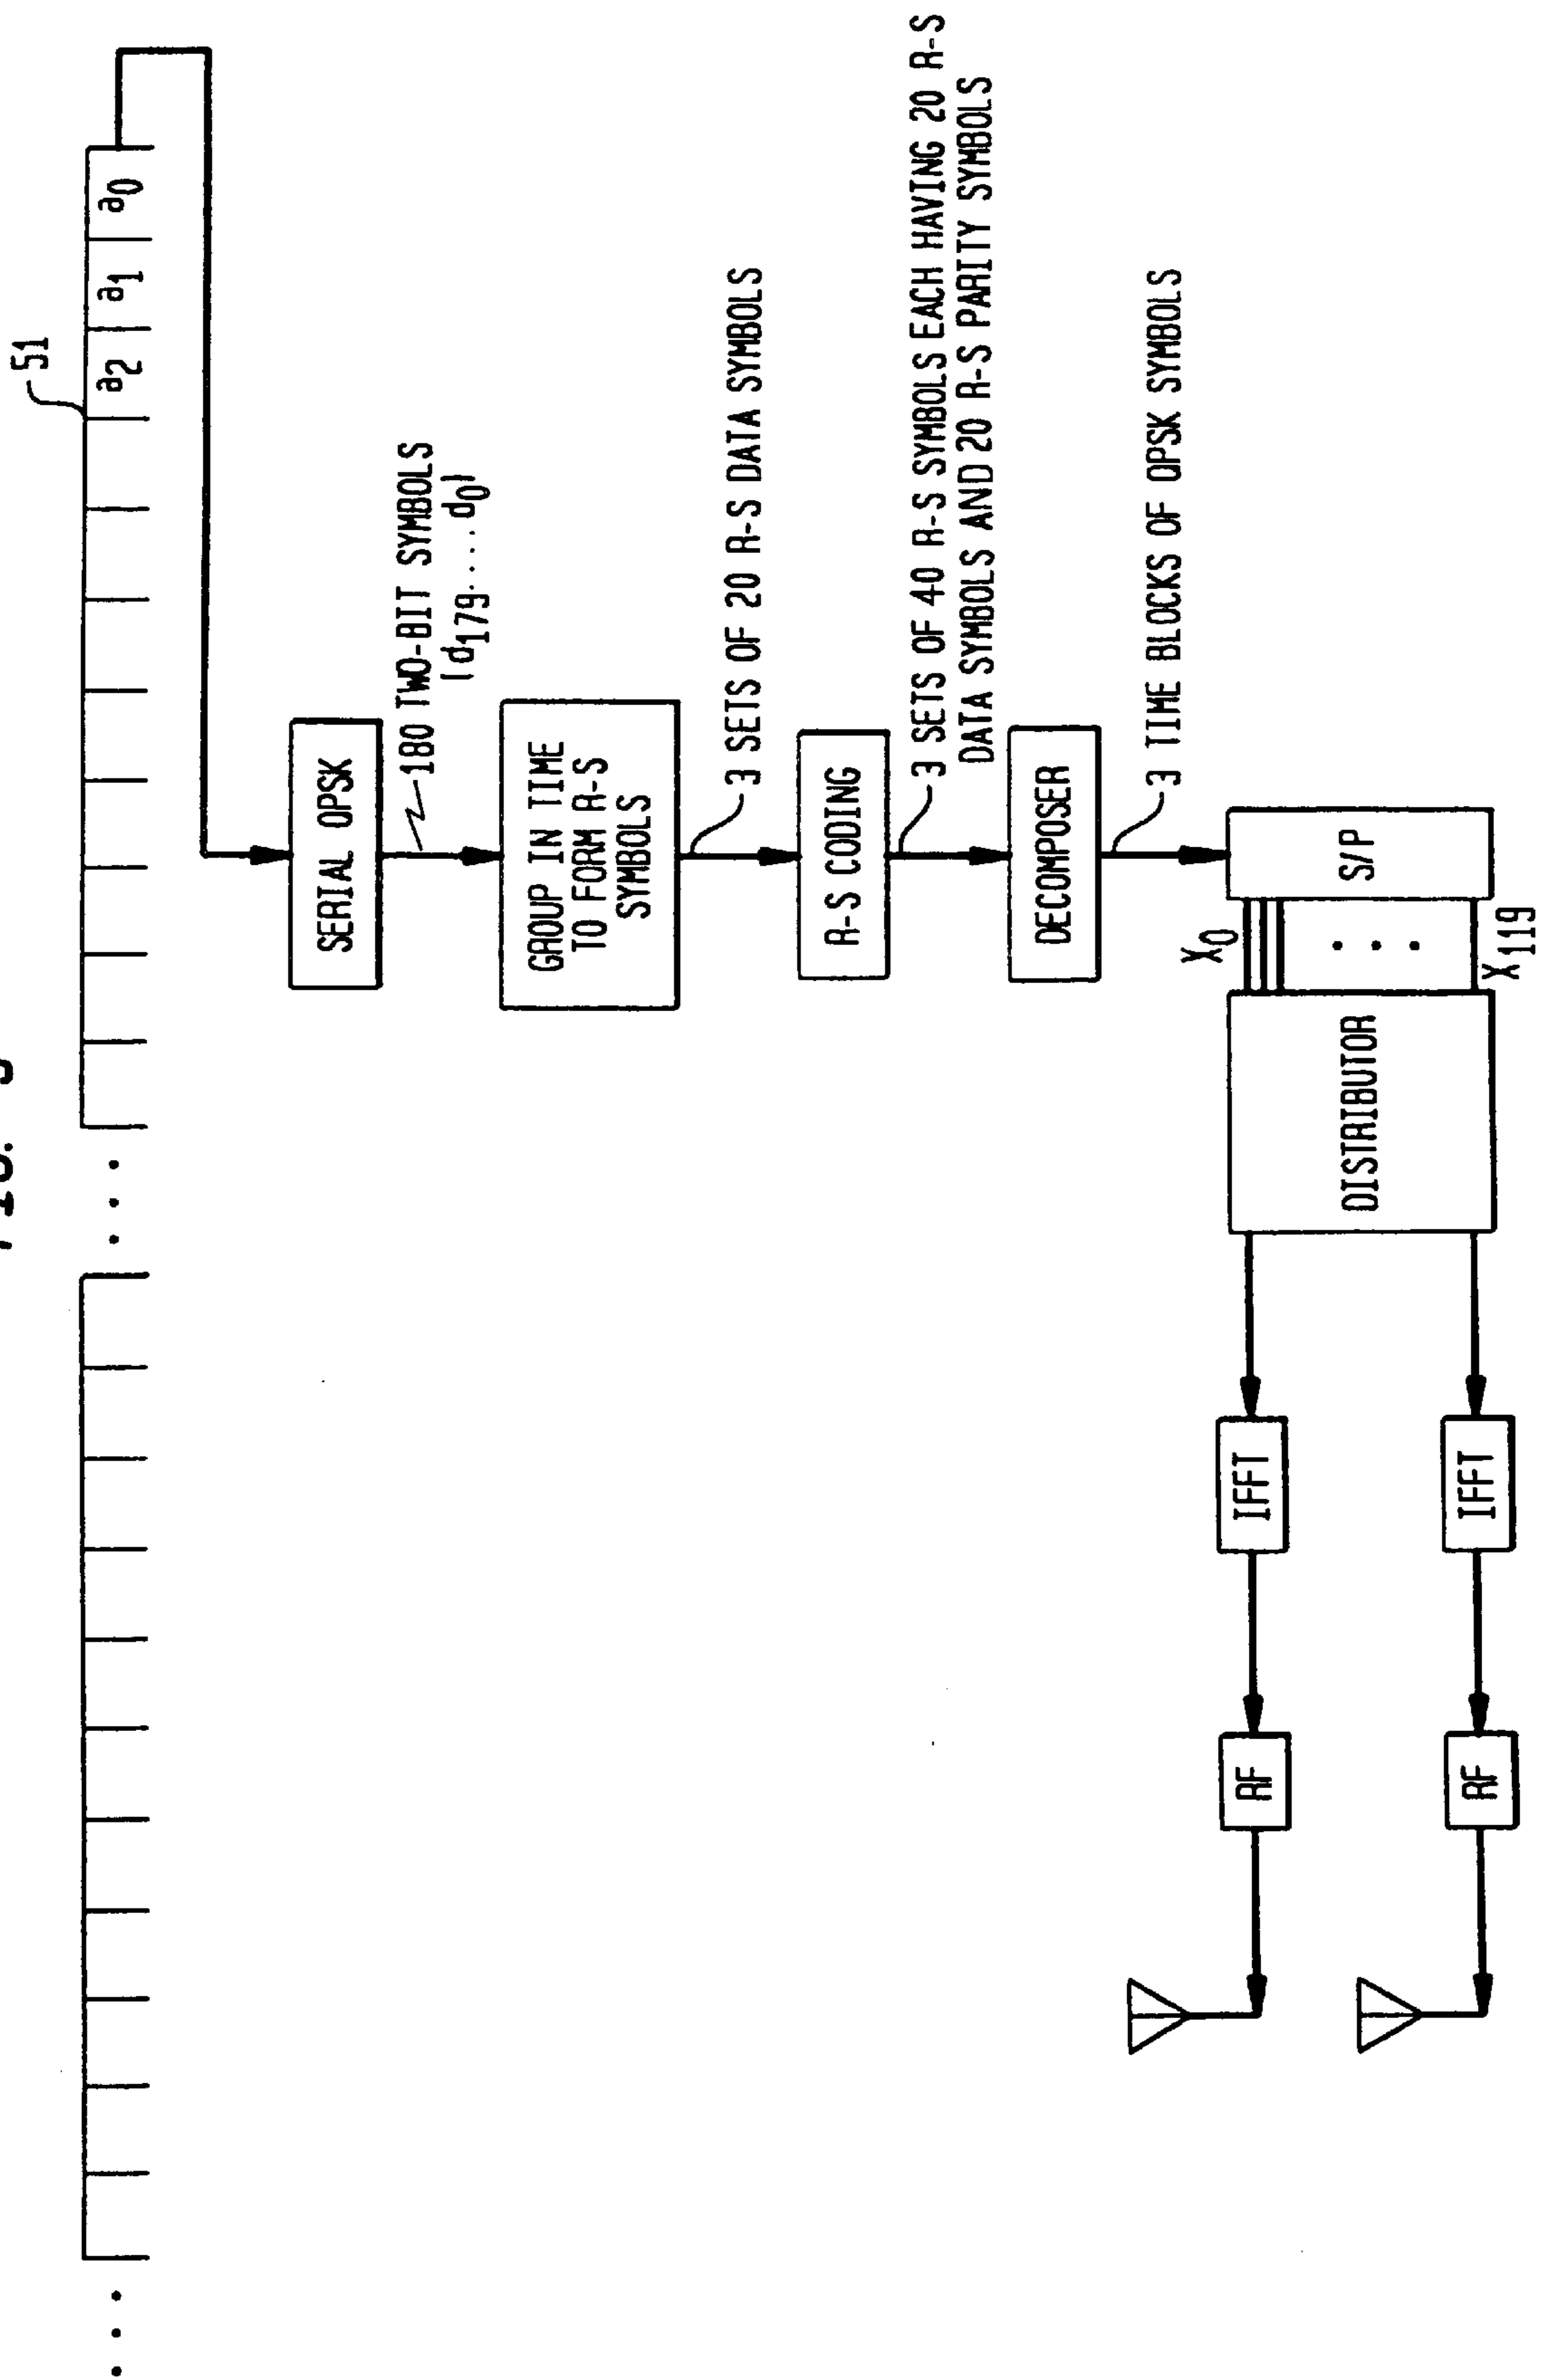 51
a2 a1 a0
SERIAL QPSK
180 TWO-BIT SYMBOLS
(d179....d0)
GROUP IN TIME
TO FORM R-S
SYMBOLS
3 SETS OF 20 R-S DATA SYMBOLS
R-S CODING
3 SETS OF 40 R-S SYMBOLS EACH HAVING 20 R-S
DATA SYMBOLS AND 20 R-S PARITY SYMBOLS
DECOMPOSER
3 TIME BLOCKS OF QPSK SYMBOLS
S/P
X0
X119
DISTRIBUTOR
IFFT
IFFT
RF
RF